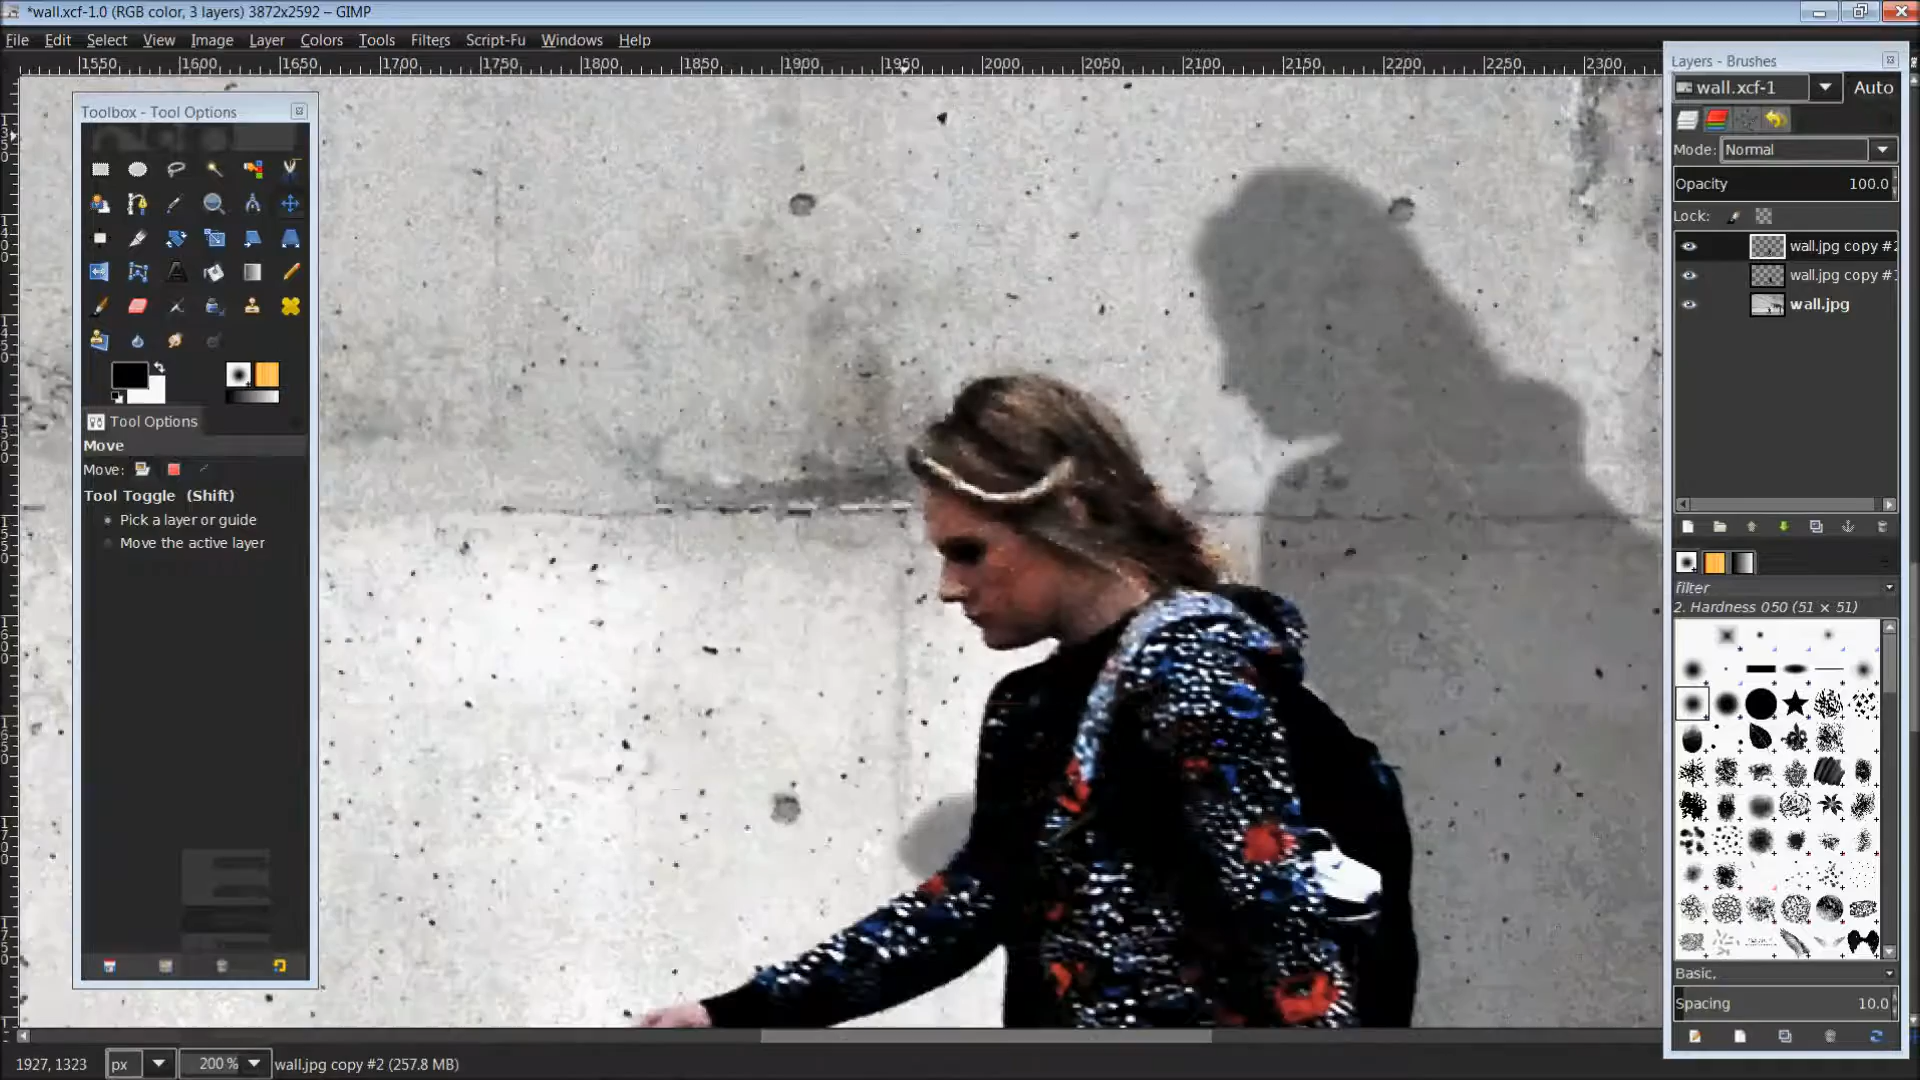 *wall.xcf-1.0 (RGB color, 3 layers) 3872x2592 – GIMP
File Edit Select View Image Layer Colors Tools Filters Script-Fu Windows Help
1550 1600 1650 1700 1750 1800 1850 1900 1950 2000 2050 2100 2150 2200 2250 2300
Toolbox - Tool Options
Tool Options
Move
Move:
Tool Toggle (Shift)
Pick a layer or guide
Move the active layer
Layers - Brushes
wall.xcf-1 Auto
Mode: Normal
Opacity 100.0
Lock:
wall.jpg copy #2
wall.jpg copy #
wall.jpg
filter
2. Hardness 050 (51 × 51)
Basic,
Spacing 10.0
1927, 1323 px 200 % wall.jpg copy #2 (257.8 MB)